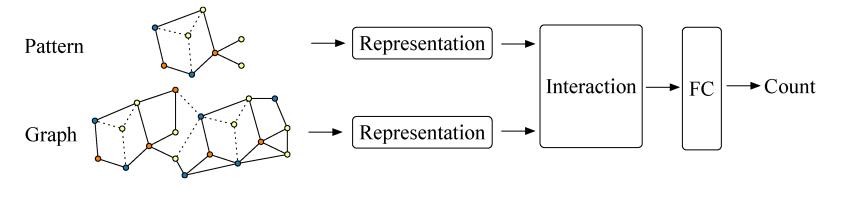 Pattern
Representation
Interaction
FC
Count
Graph
Representation